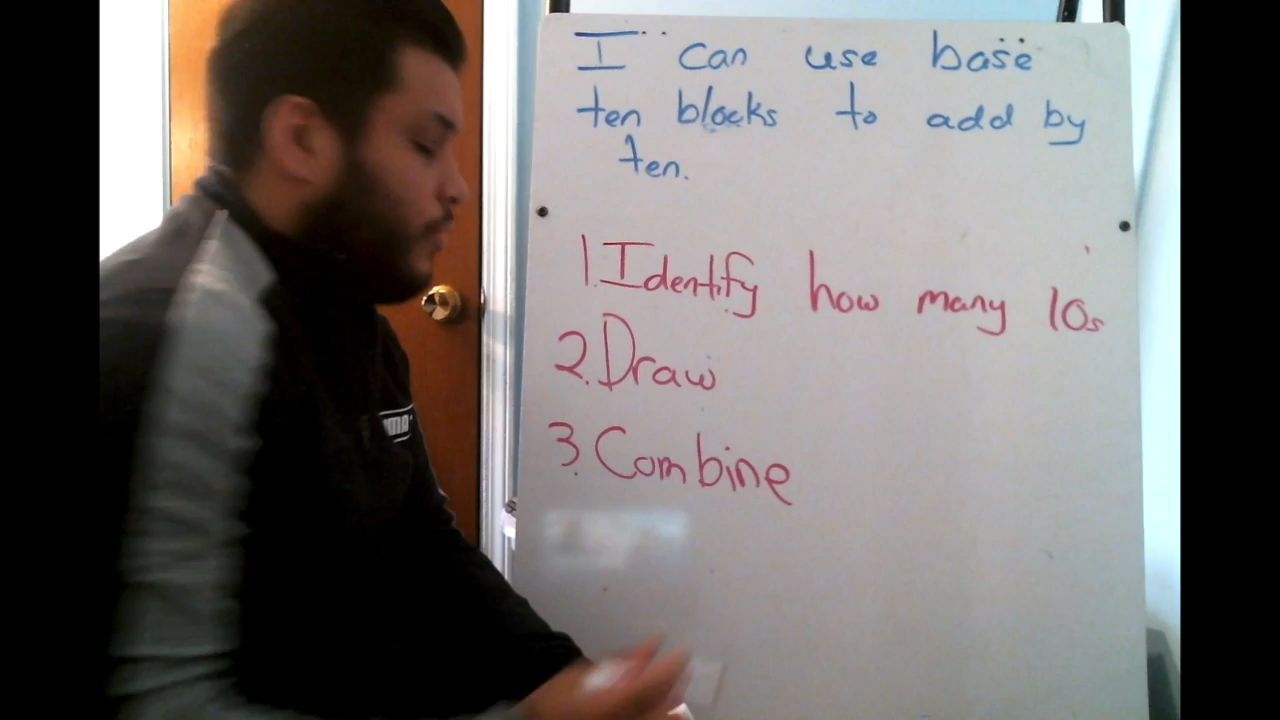 I can use base
ten blocks to add by
ten.
1. Identify how many 10s
2. Draw
3. Combine